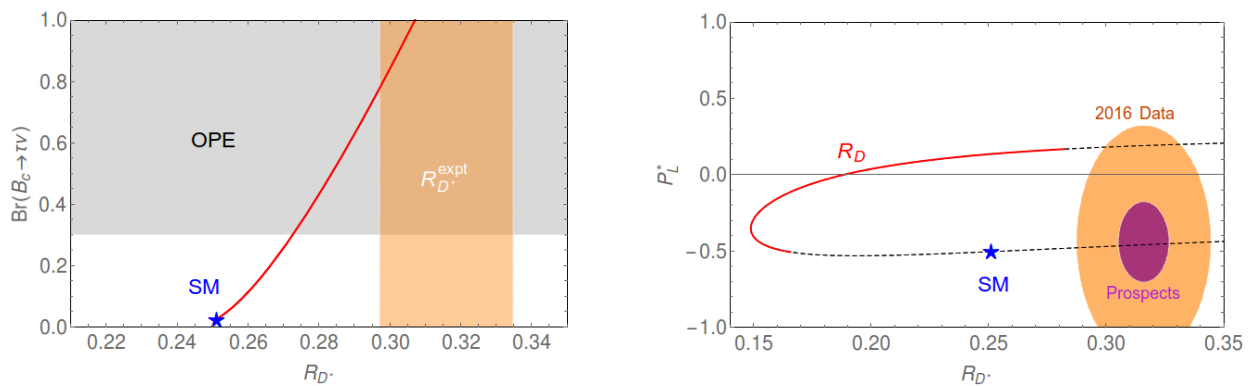 1.0
0.8
0.6
0.4
0.2
0.0
Br(B_c→τν)
OPE
R_{D^*}^{expt}
SM
0.22 0.24 0.26 0.28 0.30 0.32 0.34
R_{D^*}
1.0
0.5
0.0
−0.5
−1.0
P_L^*
2016 Data
R_D
SM
Prospects
0.15 0.20 0.25 0.30 0.35
R_{D^*}